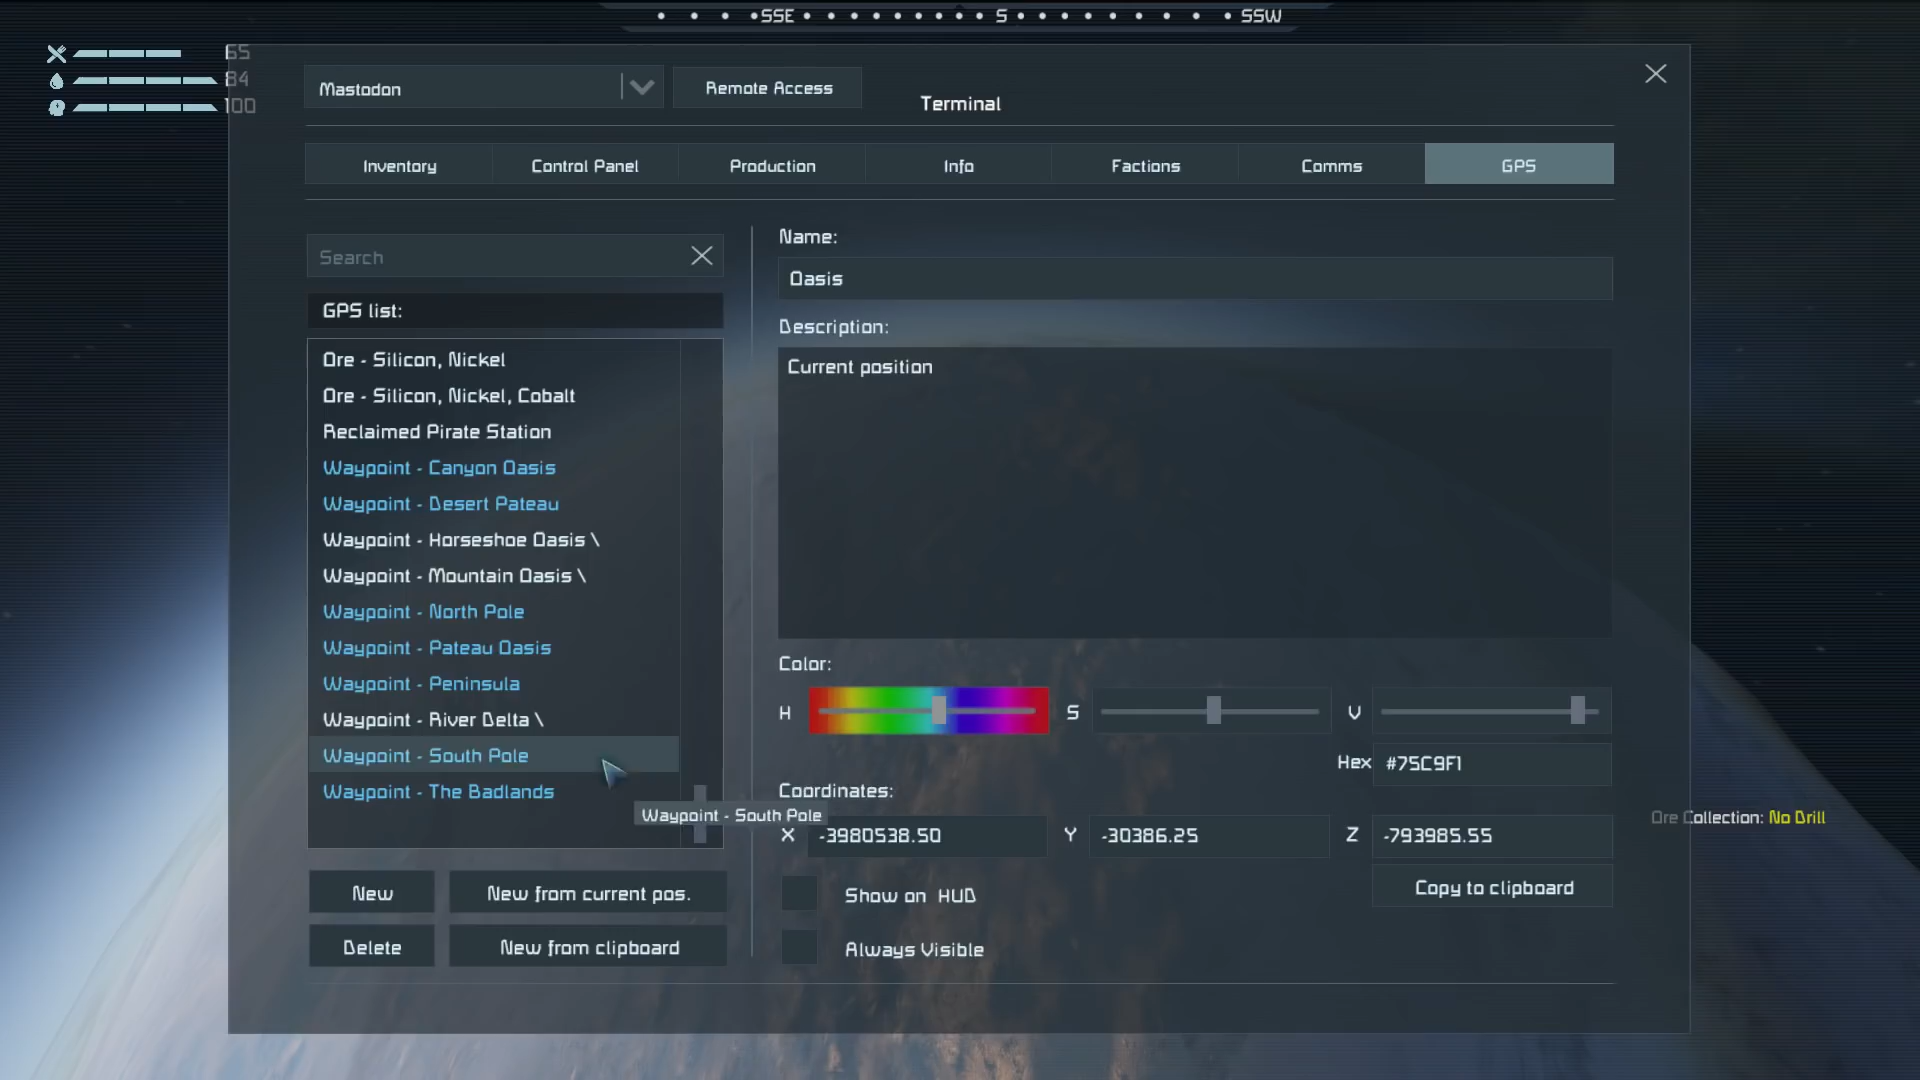 SSE S SSW
65
84
100
Mastodon
Remote Access
Terminal
Inventory
Control Panel
Production
Info
Factions
Comms
GPS
Search
GPS list:
Ore - Silicon, Nickel
Ore - Silicon, Nickel, Cobalt
Reclaimed Pirate Station
Waypoint - Canyon Oasis
Waypoint - Desert Pateau
Waypoint - Horseshoe Oasis \
Waypoint - Mountain Oasis \
Waypoint - North Pole
Waypoint - Pateau Oasis
Waypoint - Peninsula
Waypoint - River Delta \
Waypoint - South Pole
Waypoint - The Badlands
Waypoint - South Pole
New
New from current pos.
Delete
New from clipboard
Name:
Oasis
Description:
Current position
Color:
H
S
V
Hex #75C9F1
Coordinates:
X -3980538.50
Y -30386.25
Z -793985.55
Show on HUD
Copy to clipboard
Always Visible
Ore Collection: No Drill